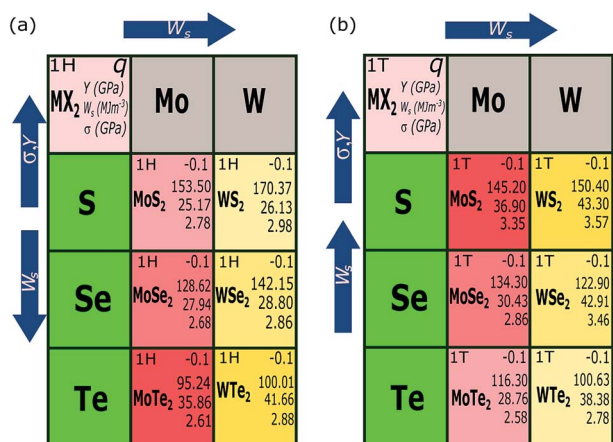 (a)
W_s
1H q
MX₂
Y (GPa)
W_s (MJm⁻³)
σ (GPa)
Mo
W
σ,Y
W_s
S
1H -0.1
MoS₂
153.50
25.17
2.78
1H -0.1
WS₂
170.37
26.13
2.98
Se
1H -0.1
MoSe₂
128.62
27.94
2.68
1H -0.1
WSe₂
142.15
28.80
2.86
Te
1H -0.1
MoTe₂
95.24
35.86
2.61
1H -0.1
WTe₂
100.01
41.66
2.88
(b)
W_s
1T q
MX₂
Y (GPa)
W_s (MJm⁻³)
σ (GPa)
Mo
W
σ,Y
W_s
S
1T -0.1
MoS₂
145.20
36.90
3.35
1T -0.1
WS₂
150.40
43.30
3.57
Se
1T -0.1
MoSe₂
134.30
30.43
2.86
1T -0.1
WSe₂
122.90
42.91
3.46
Te
1T -0.1
MoTe₂
116.30
28.76
2.58
1T -0.1
WTe₂
100.63
38.38
2.78